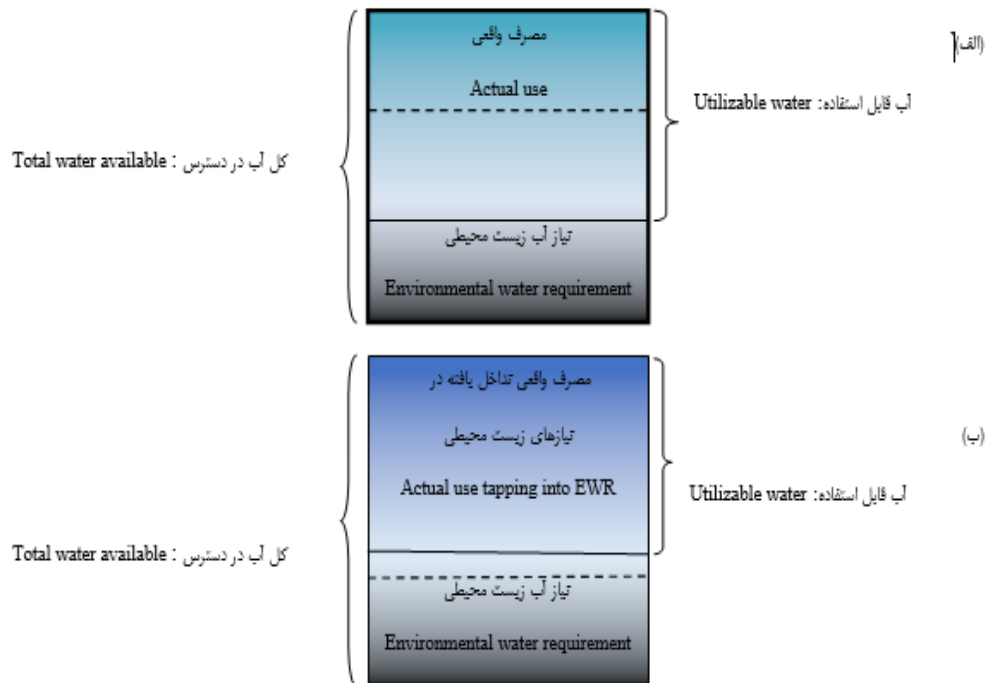 (الف)
مصرف واقعی
Actual use
آب قابل استفاده: Utilizable water
کل آب در دسترس : Total water available
نیاز آب زیست محیطی
Environmental water requirement
(ب)
مصرف واقعی تداخل یافته در
نیازهای زیست محیطی
Actual use tapping into EWR
آب قابل استفاده: Utilizable water
کل آب در دسترس : Total water available
نیاز آب زیست محیطی
Environmental water requirement